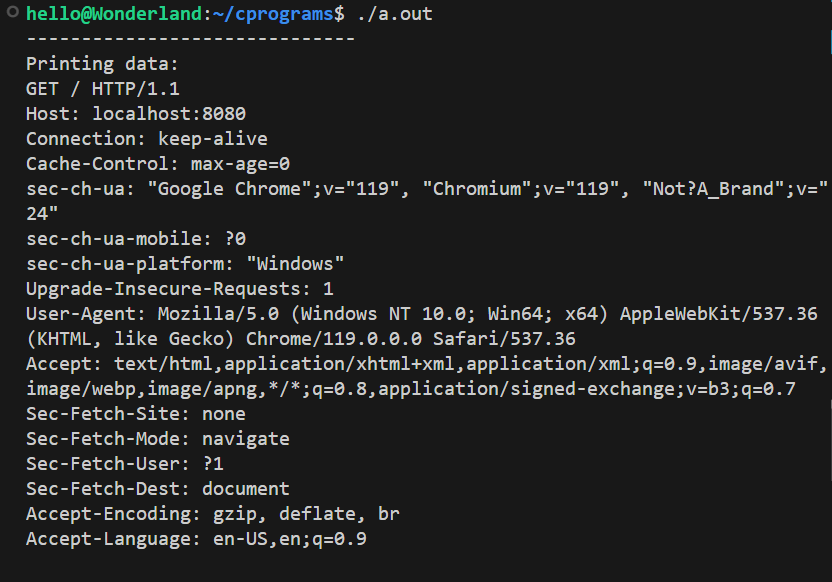 hello@Wonderland:~/cprograms$ ./a.out
------------------------------
Printing data:
GET / HTTP/1.1
Host: localhost:8080
Connection: keep-alive
Cache-Control: max-age=0
sec-ch-ua: "Google Chrome";v="119", "Chromium";v="119", "Not?A_Brand";v="
24"
sec-ch-ua-mobile: ?0
sec-ch-ua-platform: "Windows"
Upgrade-Insecure-Requests: 1
User-Agent: Mozilla/5.0 (Windows NT 10.0; Win64; x64) AppleWebKit/537.36
(KHTML, like Gecko) Chrome/119.0.0.0 Safari/537.36
Accept: text/html,application/xhtml+xml,application/xml;q=0.9,image/avif,
image/webp,image/apng,*/*;q=0.8,application/signed-exchange;v=b3;q=0.7
Sec-Fetch-Site: none
Sec-Fetch-Mode: navigate
Sec-Fetch-User: ?1
Sec-Fetch-Dest: document
Accept-Encoding: gzip, deflate, br
Accept-Language: en-US,en;q=0.9